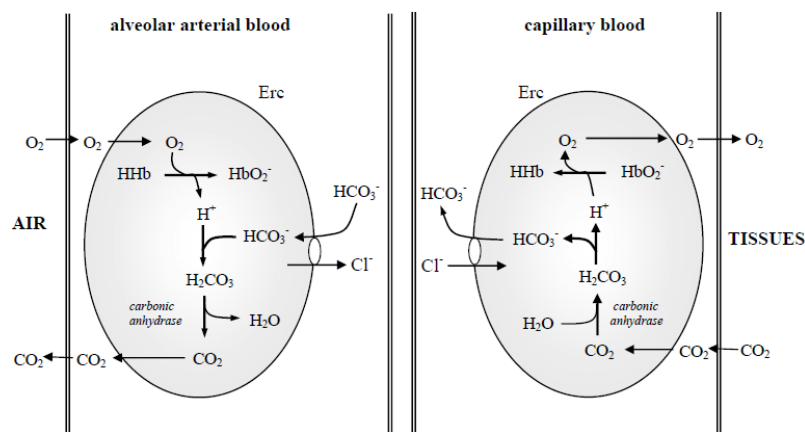 alveolar arterial blood
Erc
O₂ O₂ O₂
HHb HbO₂⁻
HCO₃⁻
H⁺
AIR
HCO₃⁻
Cl⁻
H₂CO₃
carbonic
anhydrase
H₂O
CO₂ CO₂ CO₂
capillary blood
Erc
O₂ O₂ O₂
HHb HbO₂⁻
HCO₃⁻
H⁺
HCO₃⁻
TISSUES
Cl⁻
H₂CO₃
carbonic
anhydrase
H₂O
CO₂ CO₂ CO₂